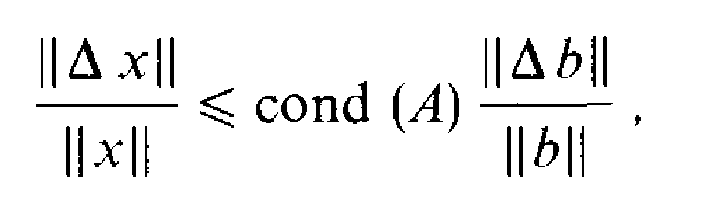 ‖Δ x‖ / ‖x‖ ⩽ cond (A) ‖Δ b‖ / ‖b‖ ,